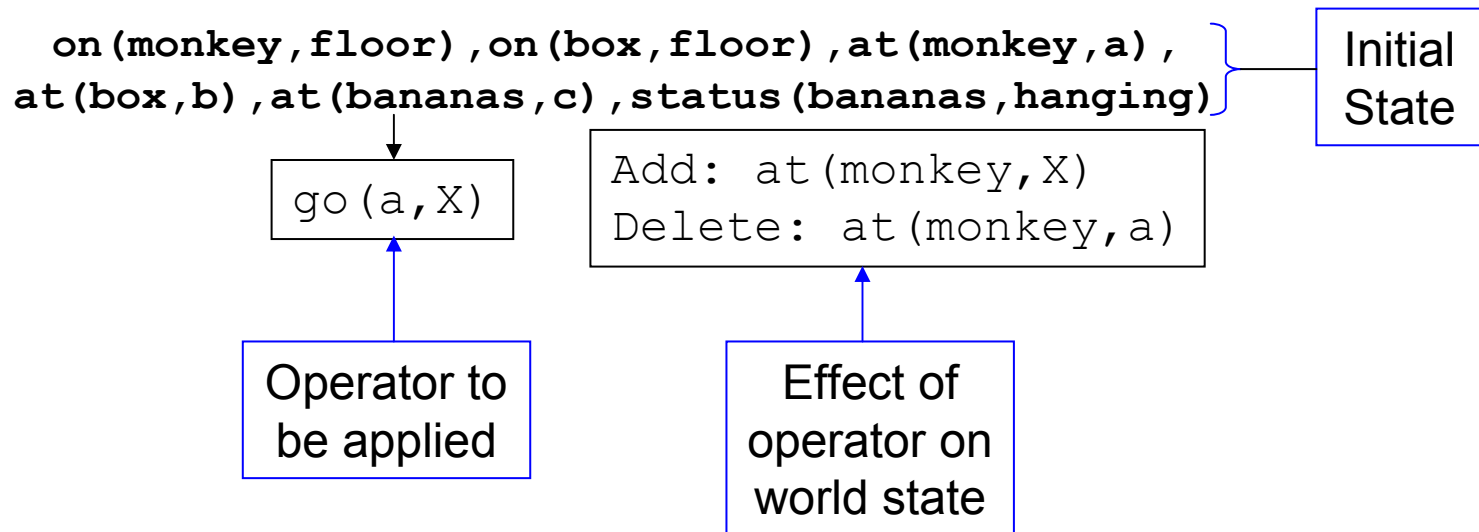 on(monkey,floor),on(box,floor),at(monkey,a),
at(box,b),at(bananas,c),status(bananas,hanging)
Initial
State
go(a,X)
Add: at(monkey,X)
Delete: at(monkey,a)
Operator to
be applied
Effect of
operator on
world state